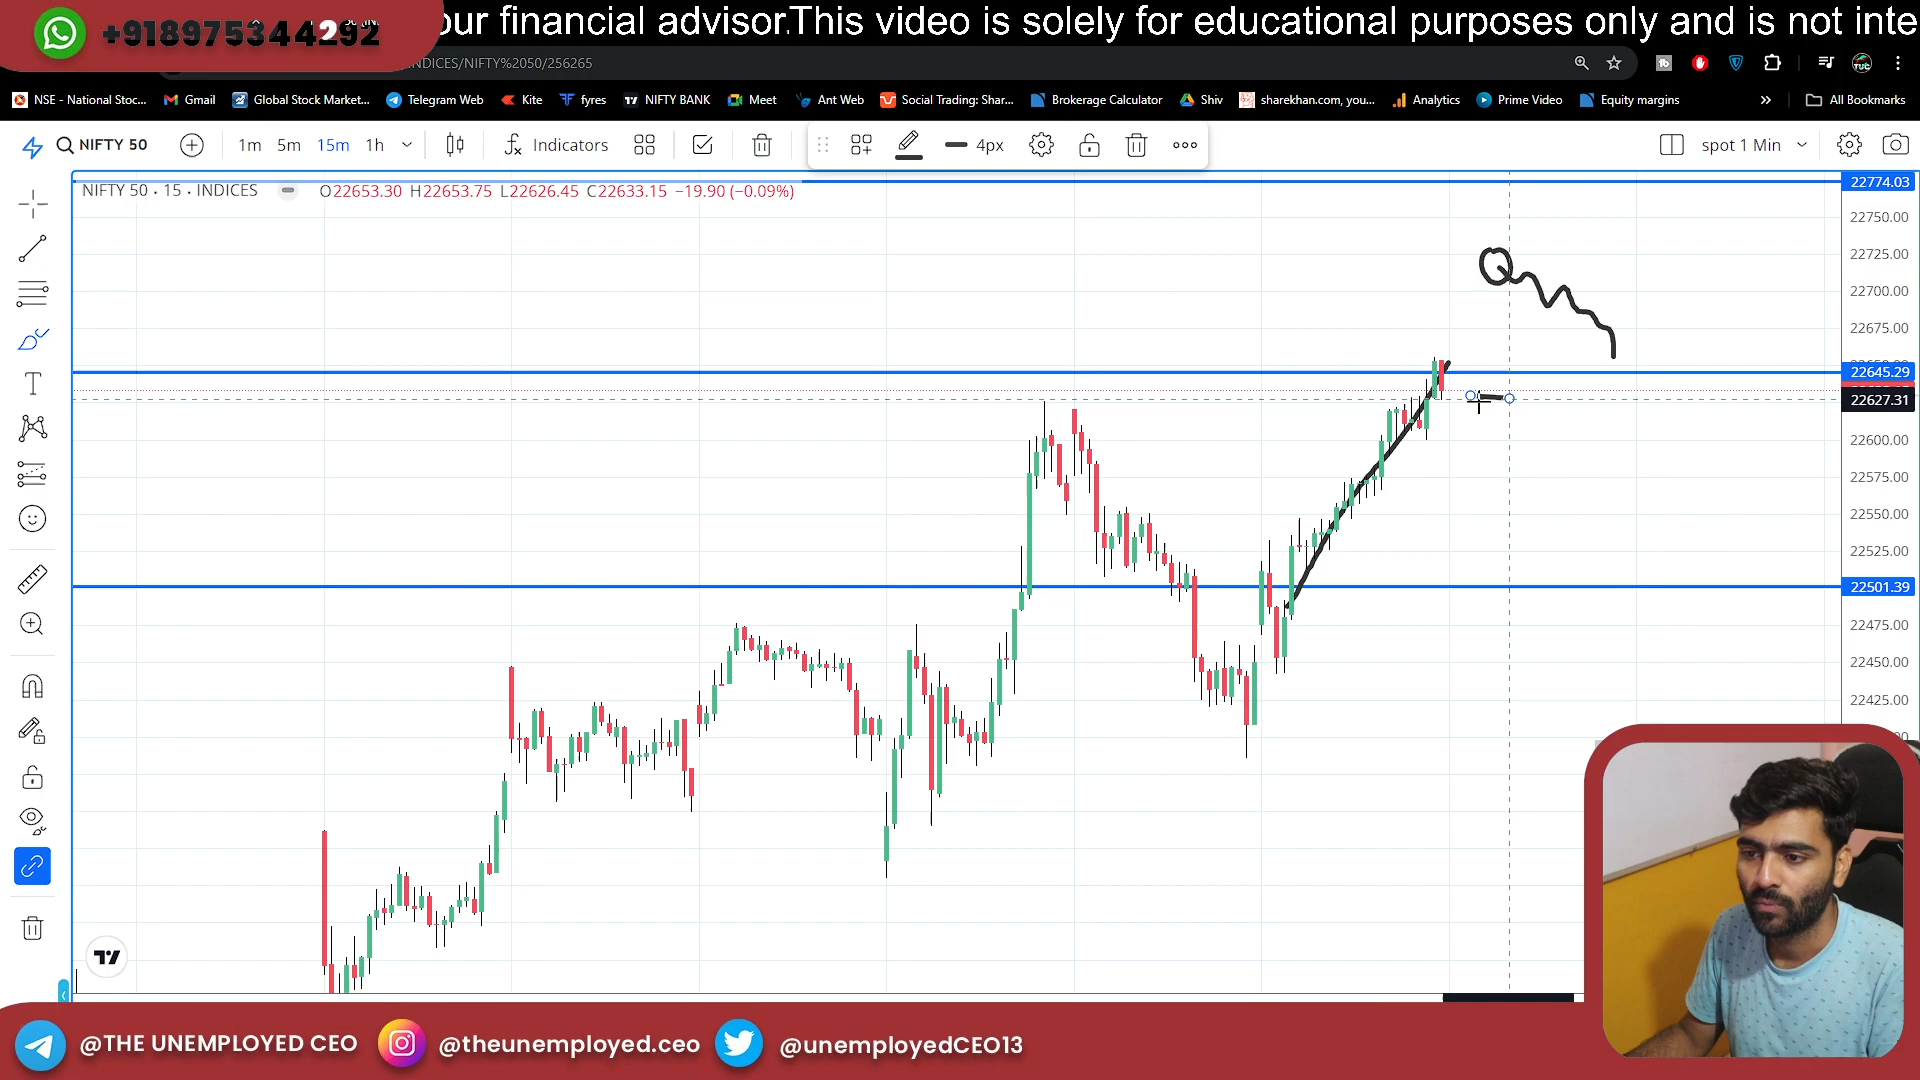 +918975344292
our financial advisor.This video is solely for educational purposes only and is not inte
INDICES/NIFTY%2050/256265
NSE - National Stoc... Gmail Global Stock Market... Telegram Web Kite fyres NIFTY BANK Meet Ant Web Social Trading: Shar... Brokerage Calculator Shiv sharekhan.com, you... Analytics Prime Video Equity margins » All Bookmarks
NIFTY 50 1m 5m 15m 1h Indicators 4px spot 1 Min
NIFTY 50 · 15 · INDICES O22653.30 H22653.75 L22626.45 C22633.15 −19.90 (−0.09%)
22774.03
22750.00
22725.00
22700.00
22675.00
22645.29
22627.31
22600.00
22575.00
22550.00
22525.00
22501.39
22475.00
22450.00
22425.00
@THE UNEMPLOYED CEO @theunemployed.ceo @unemployedCEO13